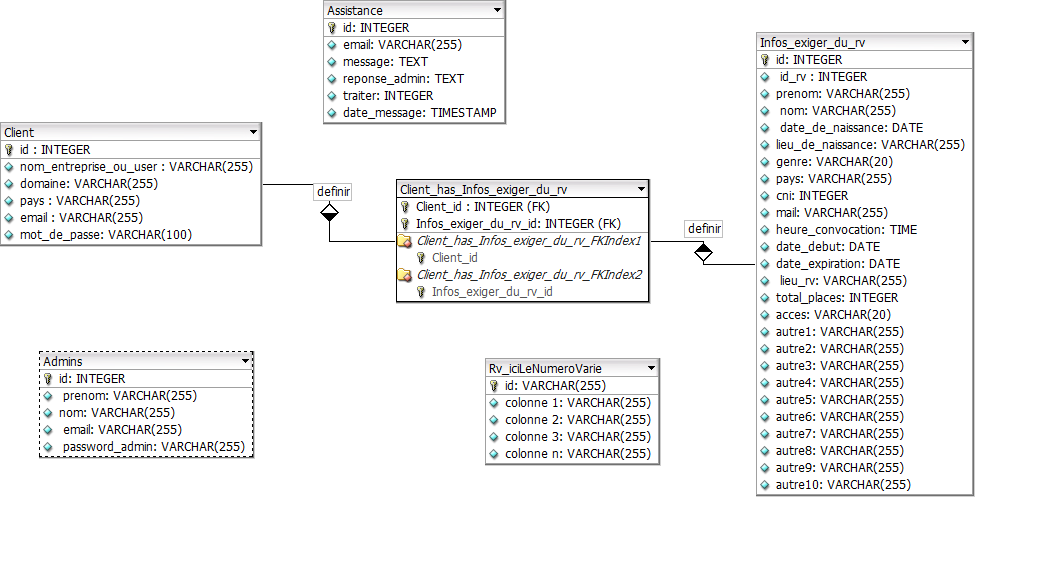 Assistance
id: INTEGER
email: VARCHAR(255)
message: TEXT
reponse_admin: TEXT
traiter: INTEGER
date_message: TIMESTAMP
Client
id : INTEGER
nom_entreprise_ou_user : VARCHAR(255)
domaine: VARCHAR(255)
pays : VARCHAR(255)
email : VARCHAR(255)
mot_de_passe: VARCHAR(100)
definir
Client_has_Infos_exiger_du_rv
Client_id : INTEGER (FK)
Infos_exiger_du_rv_id: INTEGER (FK)
Client_has_Infos_exiger_du_rv_FKIndex1
Client_id
Client_has_Infos_exiger_du_rv_FKIndex2
Infos_exiger_du_rv_id
definir
Infos_exiger_du_rv
id: INTEGER
id_rv : INTEGER
prenom: VARCHAR(255)
nom: VARCHAR(255)
date_de_naissance: DATE
lieu_de_naissance: VARCHAR(255)
genre: VARCHAR(20)
pays: VARCHAR(255)
cni: INTEGER
mail: VARCHAR(255)
heure_convocation: TIME
date_debut: DATE
date_expiration: DATE
lieu_rv: VARCHAR(255)
total_places: INTEGER
acces: VARCHAR(20)
autre1: VARCHAR(255)
autre2: VARCHAR(255)
autre3: VARCHAR(255)
autre4: VARCHAR(255)
autre5: VARCHAR(255)
autre6: VARCHAR(255)
autre7: VARCHAR(255)
autre8: VARCHAR(255)
autre9: VARCHAR(255)
autre10: VARCHAR(255)
Admins
id: INTEGER
prenom: VARCHAR(255)
nom: VARCHAR(255)
email: VARCHAR(255)
password_admin: VARCHAR(255)
Rv_iciLeNumeroVarie
id: VARCHAR(255)
colonne 1: VARCHAR(255)
colonne 2: VARCHAR(255)
colonne 3: VARCHAR(255)
colonne n: VARCHAR(255)